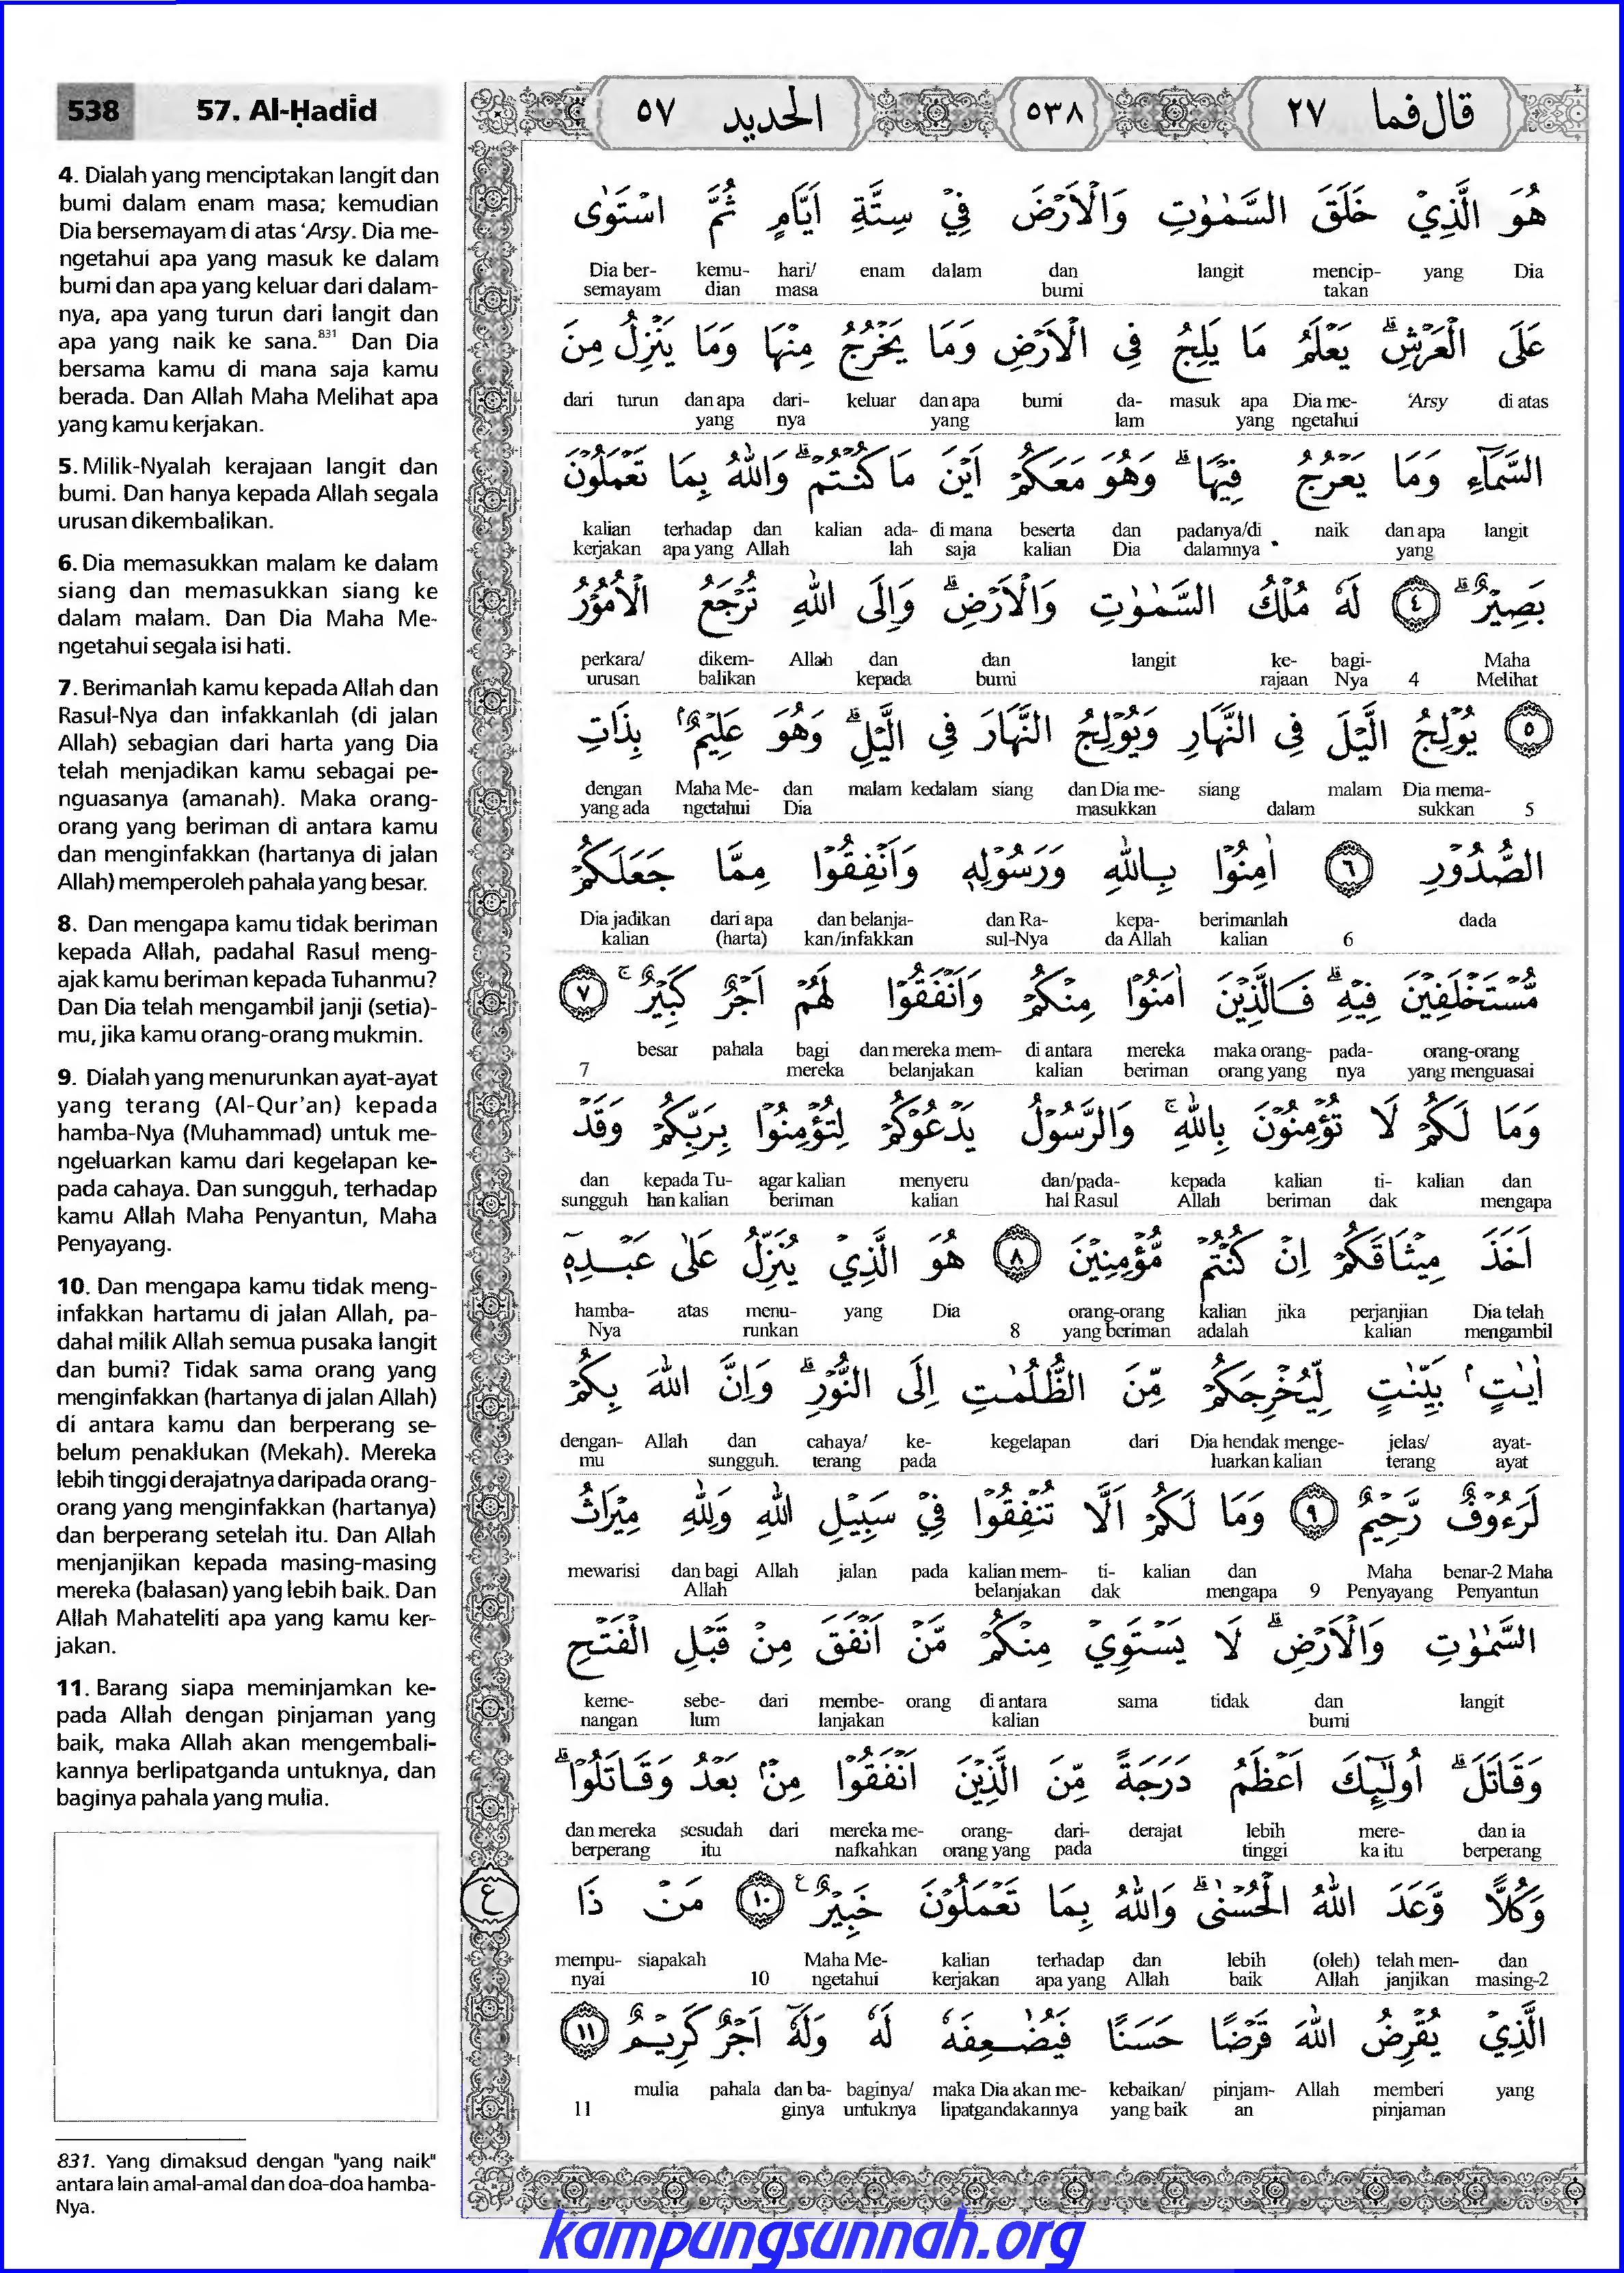 538 57. Al-Ḥadīd
4. Dialah yang menciptakan langit dan
bumi dalam enam masa; kemudian
Dia bersemayam di atas ‘Arsy. Dia me-
ngetahui apa yang masuk ke dalam
bumi dan apa yang keluar dari dalam-
nya, apa yang turun dari langit dan
apa yang naik ke sana.831 Dan Dia
bersama kamu di mana saja kamu
berada. Dan Allah Maha Melihat apa
yang kamu kerjakan.
5. Milik-Nyalah kerajaan langit dan
bumi. Dan hanya kepada Allah segala
urusan dikembalikan.
6. Dia memasukkan malam ke dalam
siang dan memasukkan siang ke
dalam malam. Dan Dia Maha Me-
ngetahui segala isi hati.
7. Berimanlah kamu kepada Allah dan
Rasul-Nya dan infakkanlah (di jalan
Allah) sebagian dari harta yang Dia
telah menjadikan kamu sebagai pe-
nguasanya (amanah). Maka orang-
orang yang beriman di antara kamu
dan menginfakkan (hartanya di jalan
Allah) memperoleh pahala yang besar.
8. Dan mengapa kamu tidak beriman
kepada Allah, padahal Rasul meng-
ajak kamu beriman kepada Tuhanmu?
Dan Dia telah mengambil janji (setia)-
mu, jika kamu orang-orang mukmin.
9. Dialah yang menurunkan ayat-ayat
yang terang (Al-Qur’an) kepada
hamba-Nya (Muhammad) untuk me-
ngeluarkan kamu dari kegelapan ke-
pada cahaya. Dan sungguh, terhadap
kamu Allah Maha Penyantun, Maha
Penyayang.
10. Dan mengapa kamu tidak meng-
infakkan hartamu di jalan Allah, pa-
dahal milik Allah semua pusaka langit
dan bumi? Tidak sama orang yang
menginfakkan (hartanya di jalan Allah)
di antara kamu dan berperang se-
belum penaklukan (Mekah). Mereka
lebih tinggi derajatnya daripada orang-
orang yang menginfakkan (hartanya)
dan berperang setelah itu. Dan Allah
menjanjikan kepada masing-masing
mereka (balasan) yang lebih baik. Dan
Allah Mahateliti apa yang kamu ker-
jakan.
11. Barang siapa meminjamkan ke-
pada Allah dengan pinjaman yang
baik, maka Allah akan mengembali-
kannya berlipatganda untuknya, dan
baginya pahala yang mulia.
831. Yang dimaksud dengan "yang naik"
antara lain amal-amal dan doa-doa hamba-
Nya.
قال فما ٢٧ ٥٣٨ الحديد ٥٧
هُوَ الَّذِيْ خَلَقَ السَّمٰوٰتِ وَالْاَرْضَ فِيْ سِتَّةِ اَيَّامٍ ثُمَّ اسْتَوٰى
Dia ber- kemu- hari/ enam dalam dan langit mencip- yang Dia
semayam dian masa bumi takan
عَلَى الْعَرْشِۗ يَعْلَمُ مَا يَلِجُ فِى الْاَرْضِ وَمَا يَخْرُجُ مِنْهَا وَمَا يَنْزِلُ مِنَ
dari turun dan apa dari- keluar dan apa bumi da- masuk apa Dia me- ‘Arsy di atas
yang nya yang lam yang ngetahui
السَّمَاۤءِ وَمَا يَعْرُجُ فِيْهَاۗ وَهُوَ مَعَكُمْ اَيْنَ مَا كُنْتُمْۗ وَاللّٰهُ بِمَا تَعْمَلُوْنَ
kalian terhadap dan kalian ada- di mana beserta dan padanya/di naik dan apa langit
kerjakan apa yang Allah lah saja kalian Dia dalamnya yang
بَصِيْرٌۗ ٤ لَهٗ مُلْكُ السَّمٰوٰتِ وَالْاَرْضِۗ وَاِلَى اللّٰهِ تُرْجَعُ الْاُمُوْرُ
perkara/ dikem- Allah dan dan langit ke- bagi- Maha
urusan balikan kepada bumi rajaan Nya 4 Melihat
٥ يُوْلِجُ الَّيْلَ فِى النَّهَارِ وَيُوْلِجُ النَّهَارَ فِى الَّيْلِۗ وَهُوَ عَلِيْمٌۢ بِذَاتِ
dengan Maha Me- dan malam kedalam siang dan Dia me- siang malam Dia mema-
yang ada ngetahui Dia masukkan dalam sukkan 5
الصُّدُوْرِ ٦ اٰمِنُوْا بِاللّٰهِ وَرَسُوْلِهٖ وَاَنْفِقُوْا مِمَّا جَعَلَكُمْ
Dia jadikan dari apa dan belanja- dan Ra- kepa- berimanlah dada
kalian (harta) kan/infakkan sul-Nya da Allah kalian 6
مُّسْتَخْلَفِيْنَ فِيْهِۗ فَالَّذِيْنَ اٰمَنُوْا مِنْكُمْ وَاَنْفَقُوْا لَهُمْ اَجْرٌ كَبِيْرٌۚ ٧
besar pahala bagi dan mereka mem- di antara mereka maka orang- pada- orang-orang
7 mereka belanjakan kalian beriman orang yang nya yang menguasai
وَمَا لَكُمْ لَا تُؤْمِنُوْنَ بِاللّٰهِۚ وَالرَّسُوْلُ يَدْعُوْكُمْ لِتُؤْمِنُوْا بِرَبِّكُمْ وَقَدْ
dan kepada Tu- agar kalian menyeru dan/pada- kepada kalian ti- kalian dan
sungguh han kalian beriman kalian hal Rasul Allah beriman dak mengapa
اَخَذَ مِيْثَاقَكُمْ اِنْ كُنْتُمْ مُّؤْمِنِيْنَ ٨ هُوَ الَّذِيْ يُنَزِّلُ عَلٰى عَبْدِهٖٓ
hamba- atas menu- yang Dia orang-orang kalian jika perjanjian Dia telah
Nya runkan 8 yang beriman adalah kalian mengambil
اٰيٰتٍۢ بَيِّنٰتٍ لِّيُخْرِجَكُمْ مِّنَ الظُّلُمٰتِ اِلَى النُّوْرِۗ وَاِنَّ اللّٰهَ بِكُمْ
dengan- Allah dan cahaya/ ke- kegelapan dari Dia hendak menge- jelas/ ayat-
mu sungguh. terang pada luarkan kalian terang ayat
لَرَءُوْفٌ رَّحِيْمٌ ٩ وَمَا لَكُمْ اَلَّا تُنْفِقُوْا فِيْ سَبِيْلِ اللّٰهِ وَلِلّٰهِ مِيْرَاثُ
mewarisi dan bagi Allah jalan pada kalian mem- ti- kalian dan Maha benar-2 Maha
Allah belanjakan dak mengapa 9 Penyayang Penyantun
السَّمٰوٰتِ وَالْاَرْضِۗ لَا يَسْتَوِيْ مِنْكُمْ مَّنْ اَنْفَقَ مِنْ قَبْلِ الْفَتْحِ
keme- sebe- dari membe- orang di antara sama tidak dan langit
nangan lum lanjakan kalian bumi
وَقَاتَلَۗ اُولٰۤىِٕكَ اَعْظَمُ دَرَجَةً مِّنَ الَّذِيْنَ اَنْفَقُوْا مِنْۢ بَعْدُ وَقَاتَلُوْاۗ
dan mereka sesudah dari mereka me- orang- dari- derajat lebih mere- dan ia
berperang itu nafkahkan orang yang pada tinggi ka itu berperang
وَكُلًّا وَّعَدَ اللّٰهُ الْحُسْنٰىۗ وَاللّٰهُ بِمَا تَعْمَلُوْنَ خَبِيْرٌ ࣖ ١٠ مَنْ ذَا
ع
mempu- siapakah Maha Me- kalian terhadap dan lebih (oleh) telah men- dan
nyai 10 ngetahui kerjakan apa yang Allah baik Allah janjikan masing-2
الَّذِيْ يُقْرِضُ اللّٰهَ قَرْضًا حَسَنًا فَيُضٰعِفَهٗ لَهٗ وَلَهٗٓ اَجْرٌ كَرِيْمٌ ١١
mulia pahala dan ba- baginya/ maka Dia akan me- kebaikan/ pinjam- Allah memberi yang
11 ginya untuknya lipatgandakannya yang baik an pinjaman
kampungsunnah.org